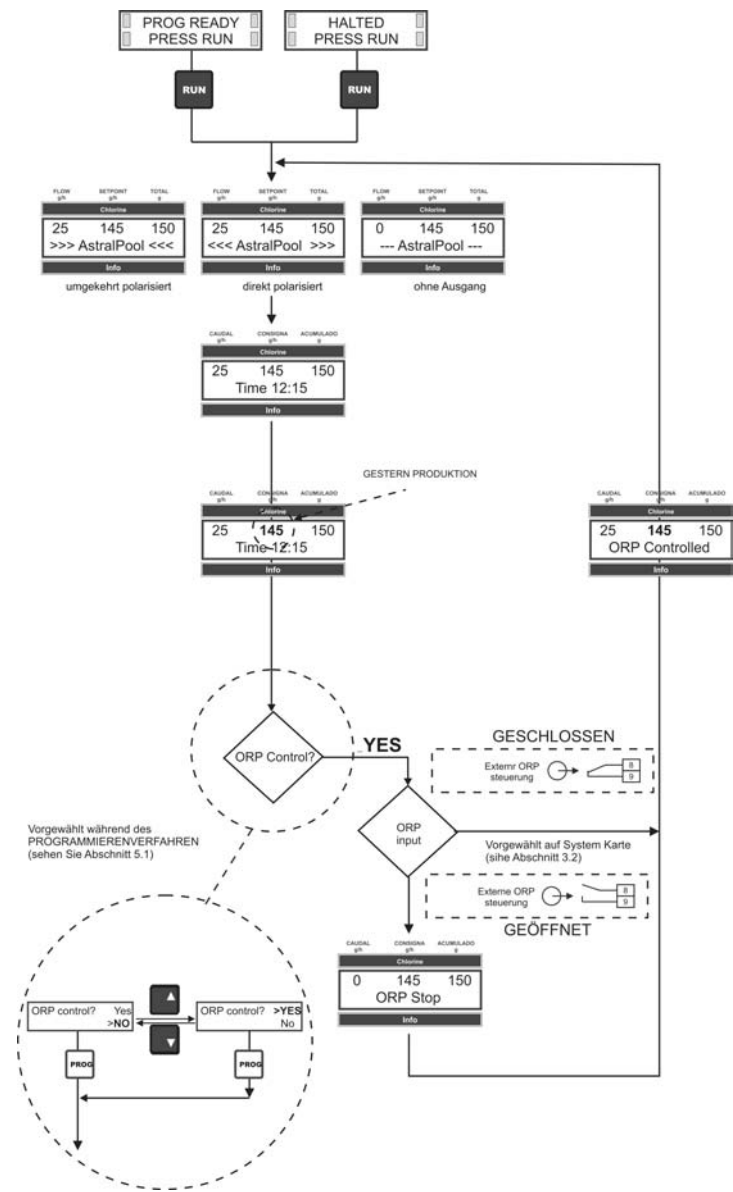 PROG READY
PRESS RUN
HALTED
PRESS RUN
RUN
RUN
FLOW g/h SETPOINT g/h TOTAL g
Chlorine
25 145 150
>>> AstralPool <<<
Info
umgekehrt polarisiert
FLOW g/h SETPOINT g/h TOTAL g
Chlorine
25 145 150
<<< AstralPool >>>
Info
direkt polarisiert
FLOW g/h SETPOINT g/h TOTAL g
Chlorine
0 145 150
--- AstralPool ---
Info
ohne Ausgang
CAUDAL g/h CONSIGNA g/h ACUMULADO g
Chlorine
25 145 150
Time 12:15
Info
GESTERN PRODUKTION
CAUDAL g/h CONSIGNA g/h ACUMULADO g
Chlorine
25 145 150
Time 12:15
Info
CAUDAL g/h CONSIGNA g/h ACUMULADO g
Chlorine
25 145 150
ORP Controlled
Info
ORP Control?
_YES
GESCHLOSSEN
Externr ORP
steuerung
8
9
ORP
input
Vorgewählt auf System Karte
(sihe Abschnitt 3.2)
Externe ORP
steuerung
8
9
GEÖFFNET
Vorgewählt während des
PROGRAMMIERENVERFAHREN
(sehen Sie Abschnitt 5.1)
CAUDAL g/h CONSIGNA g/h ACUMULADO g
Chlorine
0 145 150
ORP Stop
Info
ORP control? Yes
>NO
ORP control? >YES
No
PROG
PROG